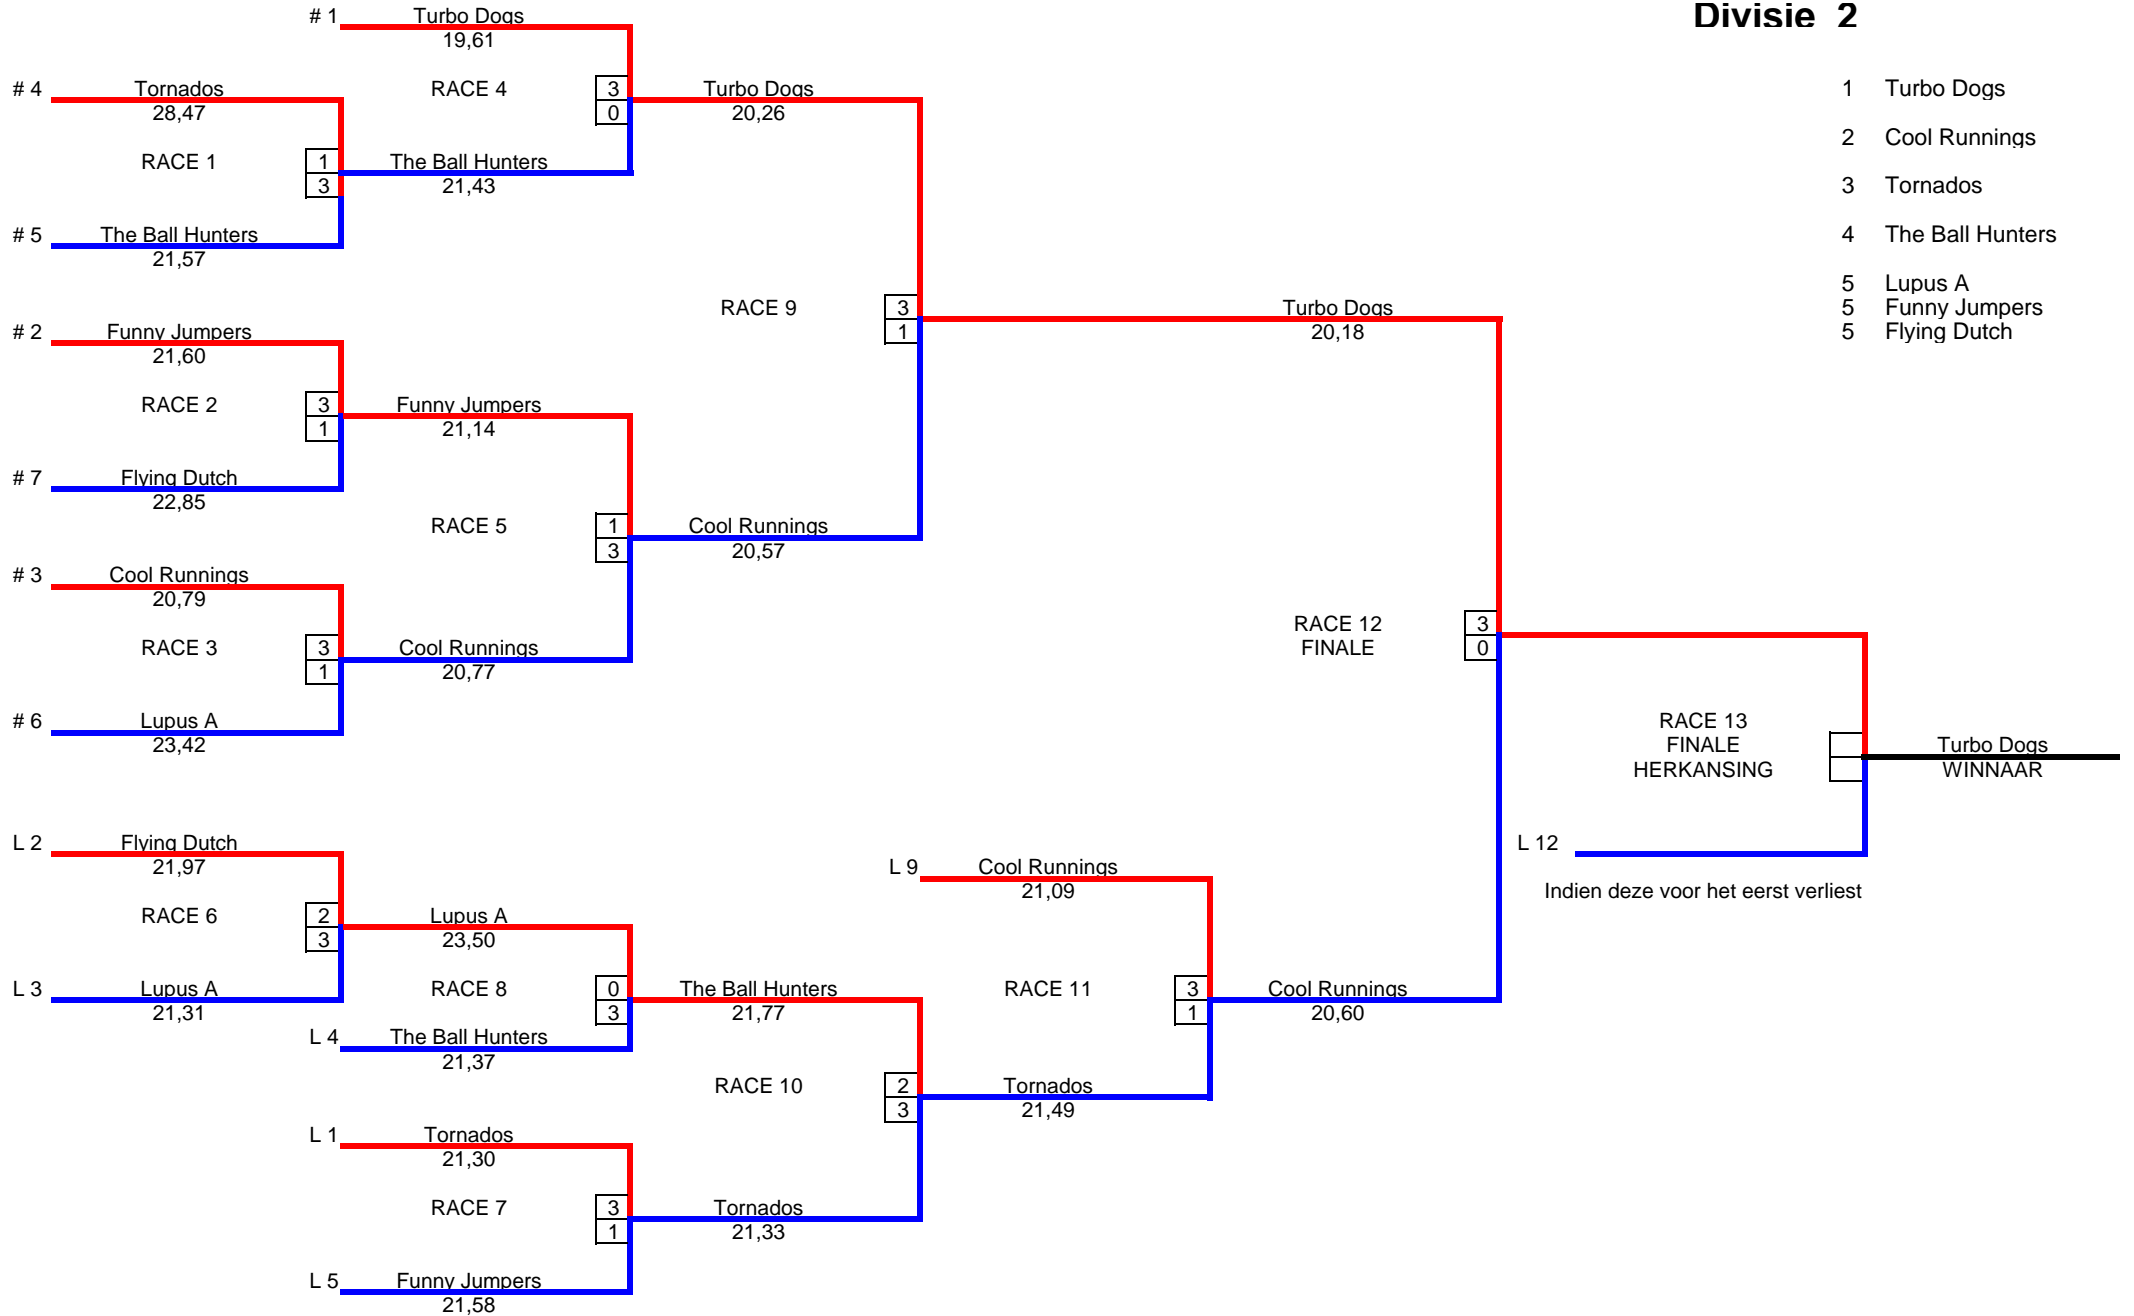 Divisie 2
# 1 Turbo Dogs
19,61
# 4 Tornados RACE 4 3 Turbo Dogs 1 Turbo Dogs
28,47 0 20,26
2 Cool Runnings
RACE 1 1 The Ball Hunters
3 21,43 3 Tornados
# 5 The Ball Hunters 4 The Ball Hunters
21,57
5 Lupus A
RACE 9 3 Turbo Dogs 5 Funny Jumpers
# 2 Funny Jumpers 1 20,18 5 Flying Dutch
21,60
RACE 2 3 Funny Jumpers
1 21,14
# 7 Flying Dutch
22,85
RACE 5 1 Cool Runnings
3 20,57
# 3 Cool Runnings
20,79
RACE 12 3
RACE 3 3 Cool Runnings FINALE 0
1 20,77
# 6 Lupus A RACE 13
23,42 FINALE Turbo Dogs
HERKANSING WINNAAR
L 2 Flying Dutch L 12
21,97 L 9 Cool Runnings
21,09 Indien deze voor het eerst verliest
RACE 6 2 Lupus A
3 23,50
L 3 Lupus A RACE 8 0 The Ball Hunters RACE 11 3 Cool Runnings
21,31 3 21,77 1 20,60
L 4 The Ball Hunters
21,37
RACE 10 2 Tornados
3 21,49
L 1 Tornados
21,30
RACE 7 3 Tornados
1 21,33
L 5 Funny Jumpers
21,58